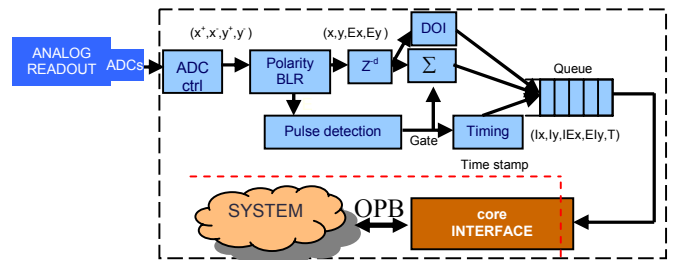 (x+,x-,y+,y-)
(x,y,Ex,Ey)
DOI
ANALOG
READOUT
ADCs
ADC
ctrl
Polarity
BLR
Z-d
Σ
Queue
Pulse detection
Gate
Timing
(Ix,Iy,IEx,EIy,T)
Time stamp
SYSTEM
OPB
core
INTERFACE